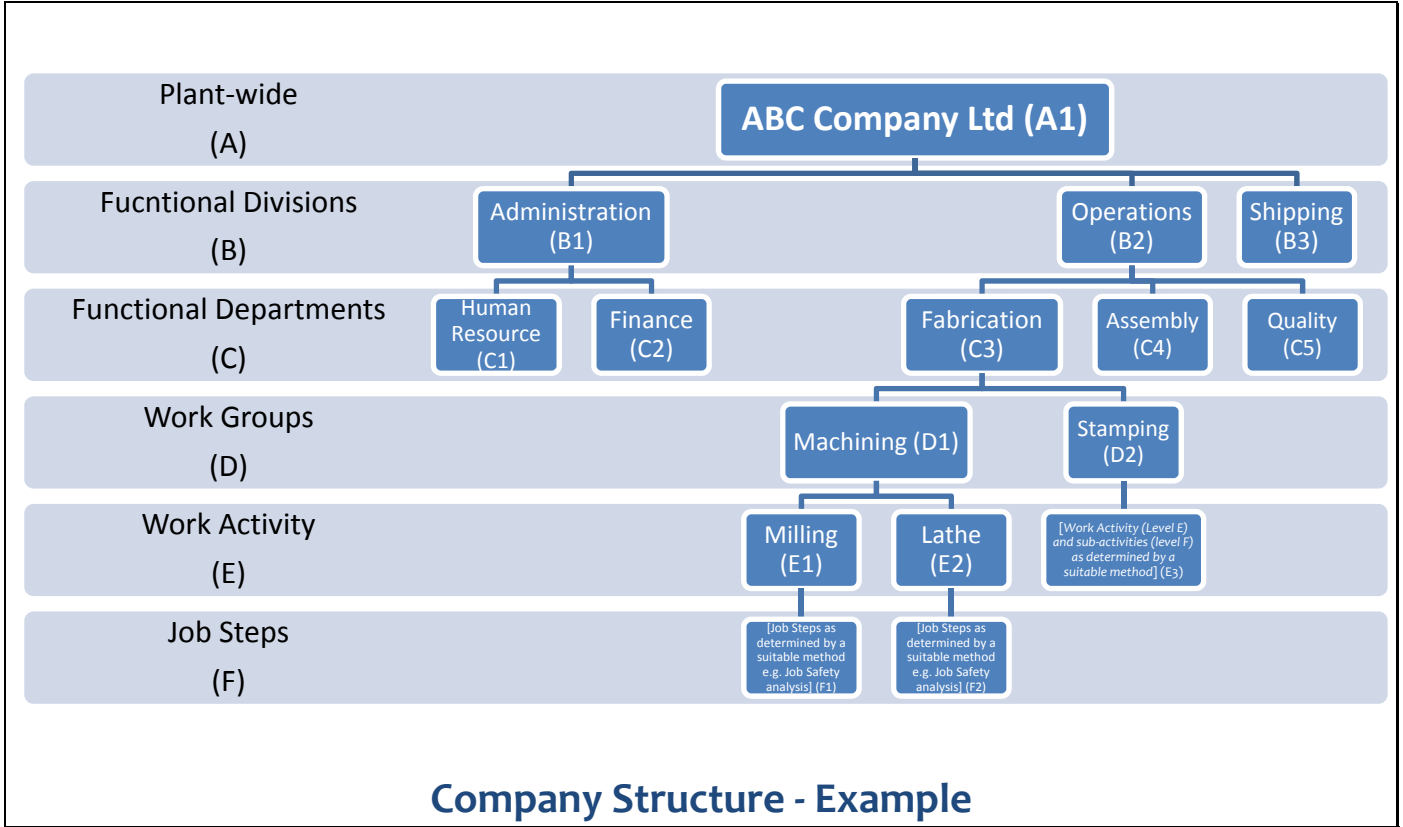 Plant-wide
(A)
ABC Company Ltd (A1)
Fucntional Divisions
(B)
Administration
(B1)
Operations
(B2)
Shipping
(B3)
Functional Departments
(C)
Human
Resource
(C1)
Finance
(C2)
Fabrication
(C3)
Assembly
(C4)
Quality
(C5)
Work Groups
(D)
Machining (D1)
Stamping
(D2)
Work Activity
(E)
Milling
(E1)
Lathe
(E2)
[Work Activity (Level E)
and sub-activities (level F)
as determined by a
suitable method] (E3)
Job Steps
(F)
[Job Steps as
determined by a
suitable method
e.g. Job Safety
analysis] (F1)
[Job Steps as
determined by a
suitable method
e.g. Job Safety
analysis] (F2)
Company Structure - Example